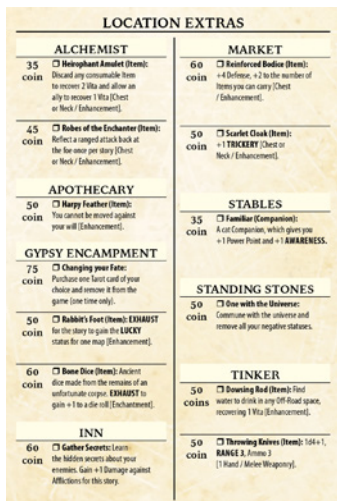 LOCATION EXTRAS
ALCHEMIST
35 coin
❒ Heirophant Amulet (Item):
Discard any consumable Item
to recover 2 Vita and allow an
ally to recover 1 Vita [Chest
or Neck / Enhancement].
45 coin
❒ Robes of the Enchanter (Item):
Reflect a ranged attack back at
the foe once per story [Chest
or Neck / Enhancement].
APOTHECARY
50 coin
❒ Harpy Feather (Item):
You cannot be moved against
your will [Enhancement].
GYPSY ENCAMPMENT
75 coin
❒ Changing your Fate:
Purchase one Tarot card of your
choice and remove it from the
game (one time only).
50 coin
❒ Rabbit's Foot (Item): EXHAUST
for the story to gain the LUCKY
status for one map [Enhancement].
60 coin
❒ Bone Dice (Item): Ancient
dice made from the remains of an
unfortunate corpse. EXHAUST to
gain +1 to a die roll [Enchantment].
INN
60 coin
❒ Gather Secrets: Learn
the hidden secrets about your
enemies. Gain +1 Damage against
Afflictions for this story.
MARKET
60 coin
❒ Reinforced Bodice (Item):
+4 Defense, +2 to the number of
Items you can carry [Chest
/ Enhancement].
50 coin
❒ Scarlet Cloak (Item):
+1 TRICKERY [Chest or
Neck / Enhancement].
STABLES
35 coin
❒ Familiar (Companion):
A cat Companion, which gives you
+1 Power Point and +1 AWARENESS.
STANDING STONES
50 coin
❒ One with the Universe:
Commune with the universe and
remove all your negative statuses.
TINKER
50 coins
❒ Dowsing Rod (Item): Find
water to drink in any Off-Road space,
recovering 1 Vita [Enhancement].
50 coin
❒ Throwing Knives (Item): 1d4+1,
RANGE 3, Ammo 3
[1 Hand / Melee Weaponry].